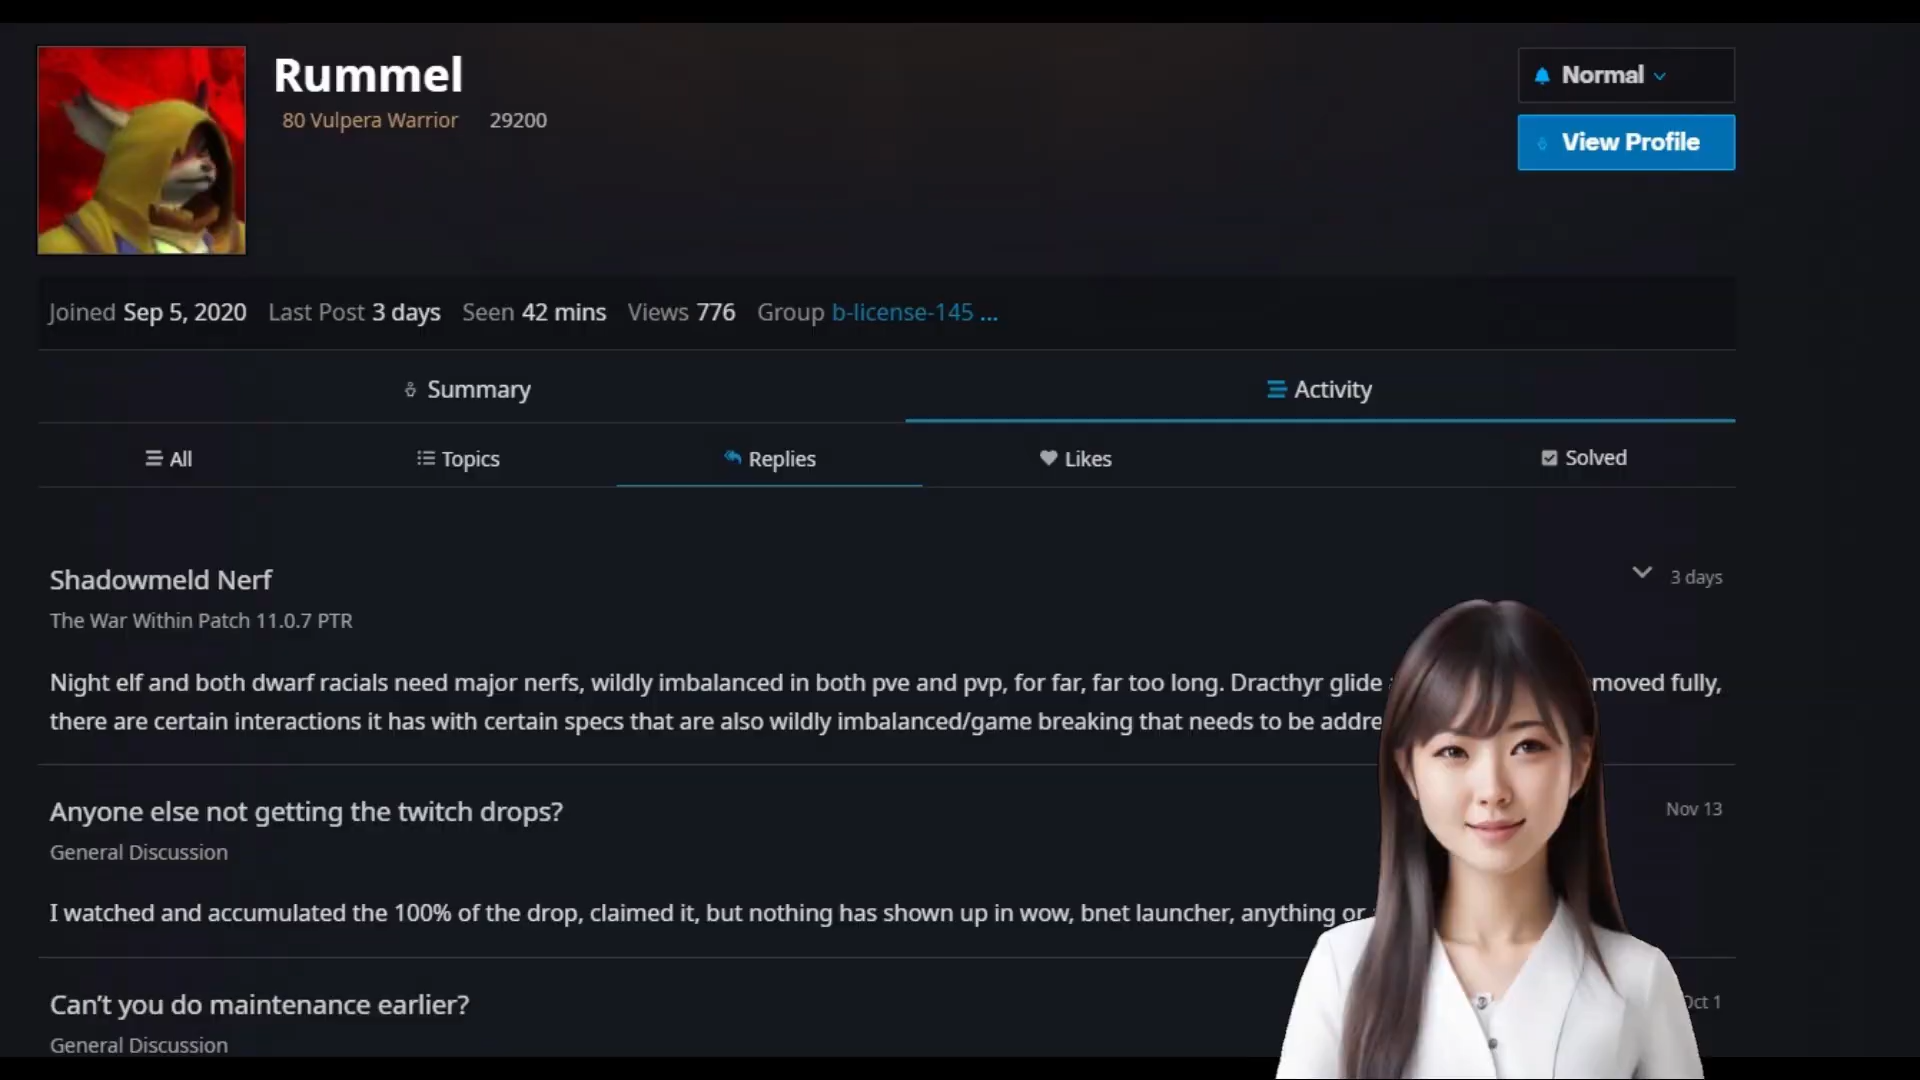 Rummel
80 Vulpera Warrior 29200
Normal
View Profile
Joined Sep 5, 2020 Last Post 3 days Seen 42 mins Views 776 Group b-license-145 ...
Summary Activity
All Topics Replies Likes Solved
Shadowmeld Nerf 3 days
The War Within Patch 11.0.7 PTR
Night elf and both dwarf racials need major nerfs, wildly imbalanced in both pve and pvp, for far, far too long. Dracthyr glide moved fully,
there are certain interactions it has with certain specs that are also wildly imbalanced/game breaking that needs to be addre
Anyone else not getting the twitch drops? Nov 13
General Discussion
I watched and accumulated the 100% of the drop, claimed it, but nothing has shown up in wow, bnet launcher, anything or
Can't you do maintenance earlier? Oct 1
General Discussion